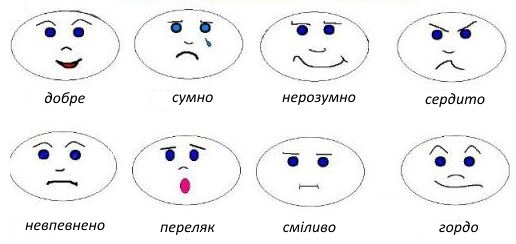 добре сумно нерозумно сердито
невпевнено переляк сміливо гордо